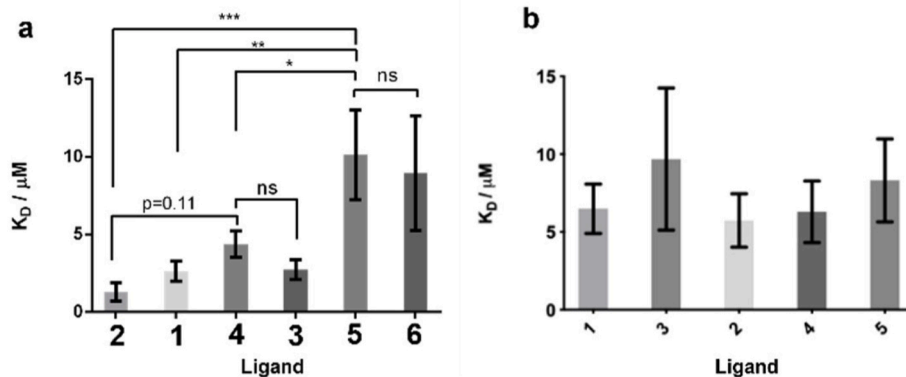 a
***
**
*
ns
p=0.11
ns
K_D / μM
15
10
5
0
2 1 4 3 5 6
Ligand
b
K_D / μM
15
10
5
0
1 3 2 4 5
Ligand